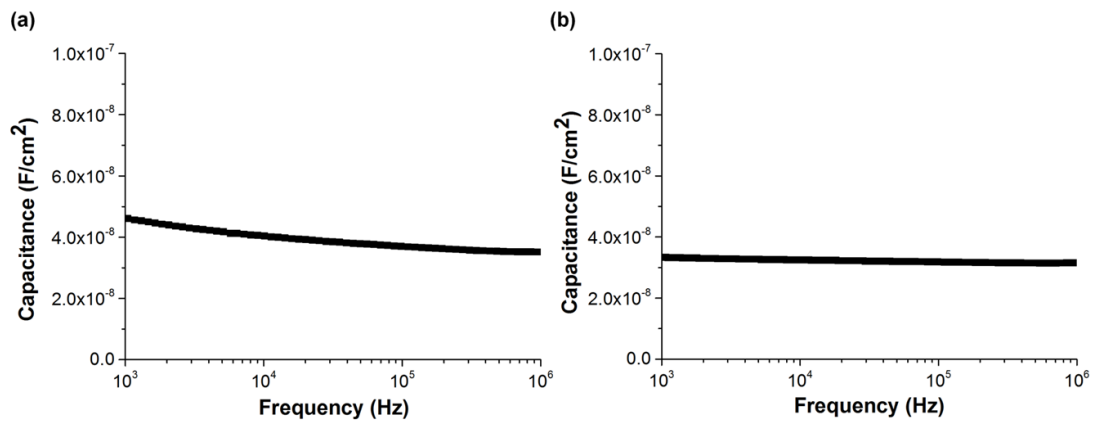 (a)
Capacitance (F/cm²)
1.0x10⁻⁷
8.0x10⁻⁸
6.0x10⁻⁸
4.0x10⁻⁸
2.0x10⁻⁸
0.0
10³ 10⁴ 10⁵ 10⁶
Frequency (Hz)
(b)
Capacitance (F/cm²)
1.0x10⁻⁷
8.0x10⁻⁸
6.0x10⁻⁸
4.0x10⁻⁸
2.0x10⁻⁸
0.0
10³ 10⁴ 10⁵ 10⁶
Frequency (Hz)